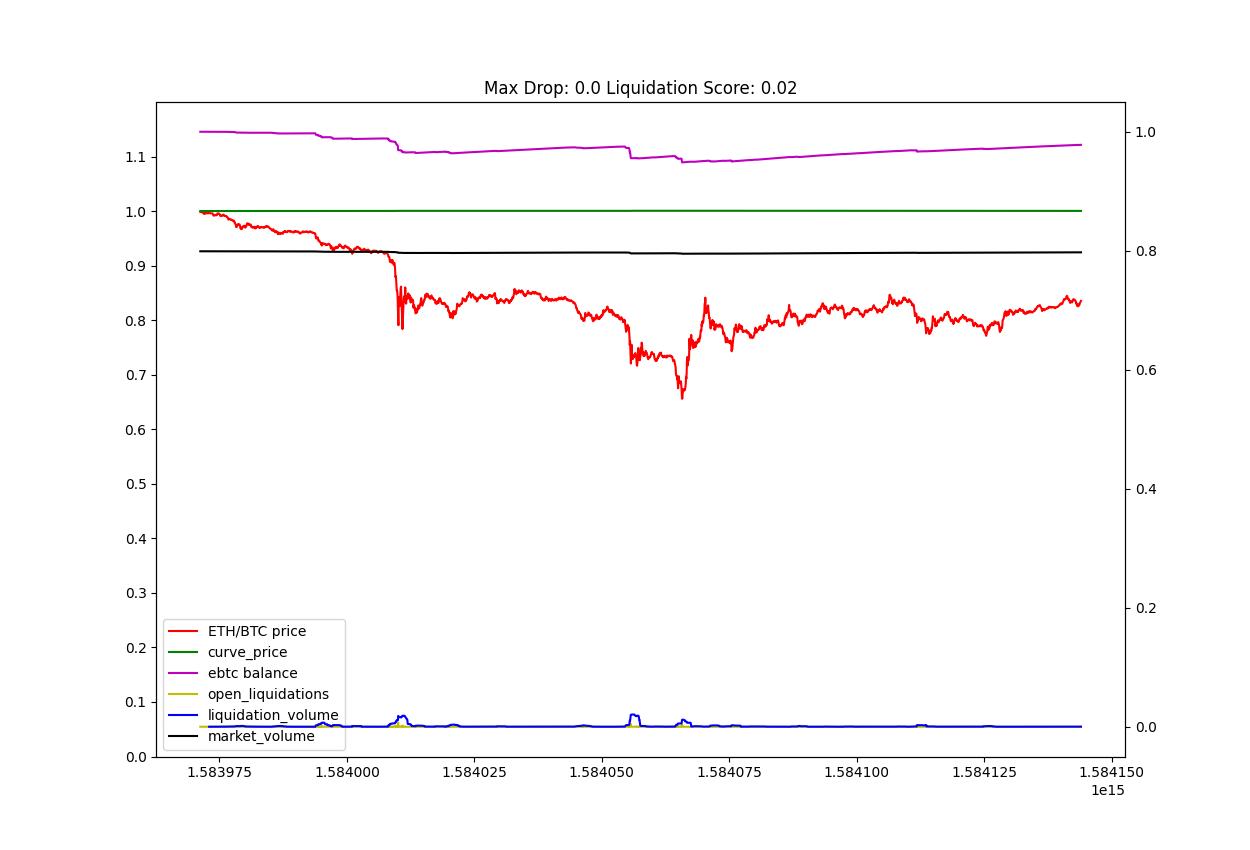 Max Drop: 0.0 Liquidation Score: 0.02
1.1
1.0
0.9
0.8
0.7
0.6
0.5
0.4
0.3
0.2
0.1
0.0
1.0
0.8
0.6
0.4
0.2
0.0
ETH/BTC price
curve_price
ebtc balance
open_liquidations
liquidation_volume
market_volume
1.583975 1.584000 1.584025 1.584050 1.584075 1.584100 1.584125 1.584150
1e15